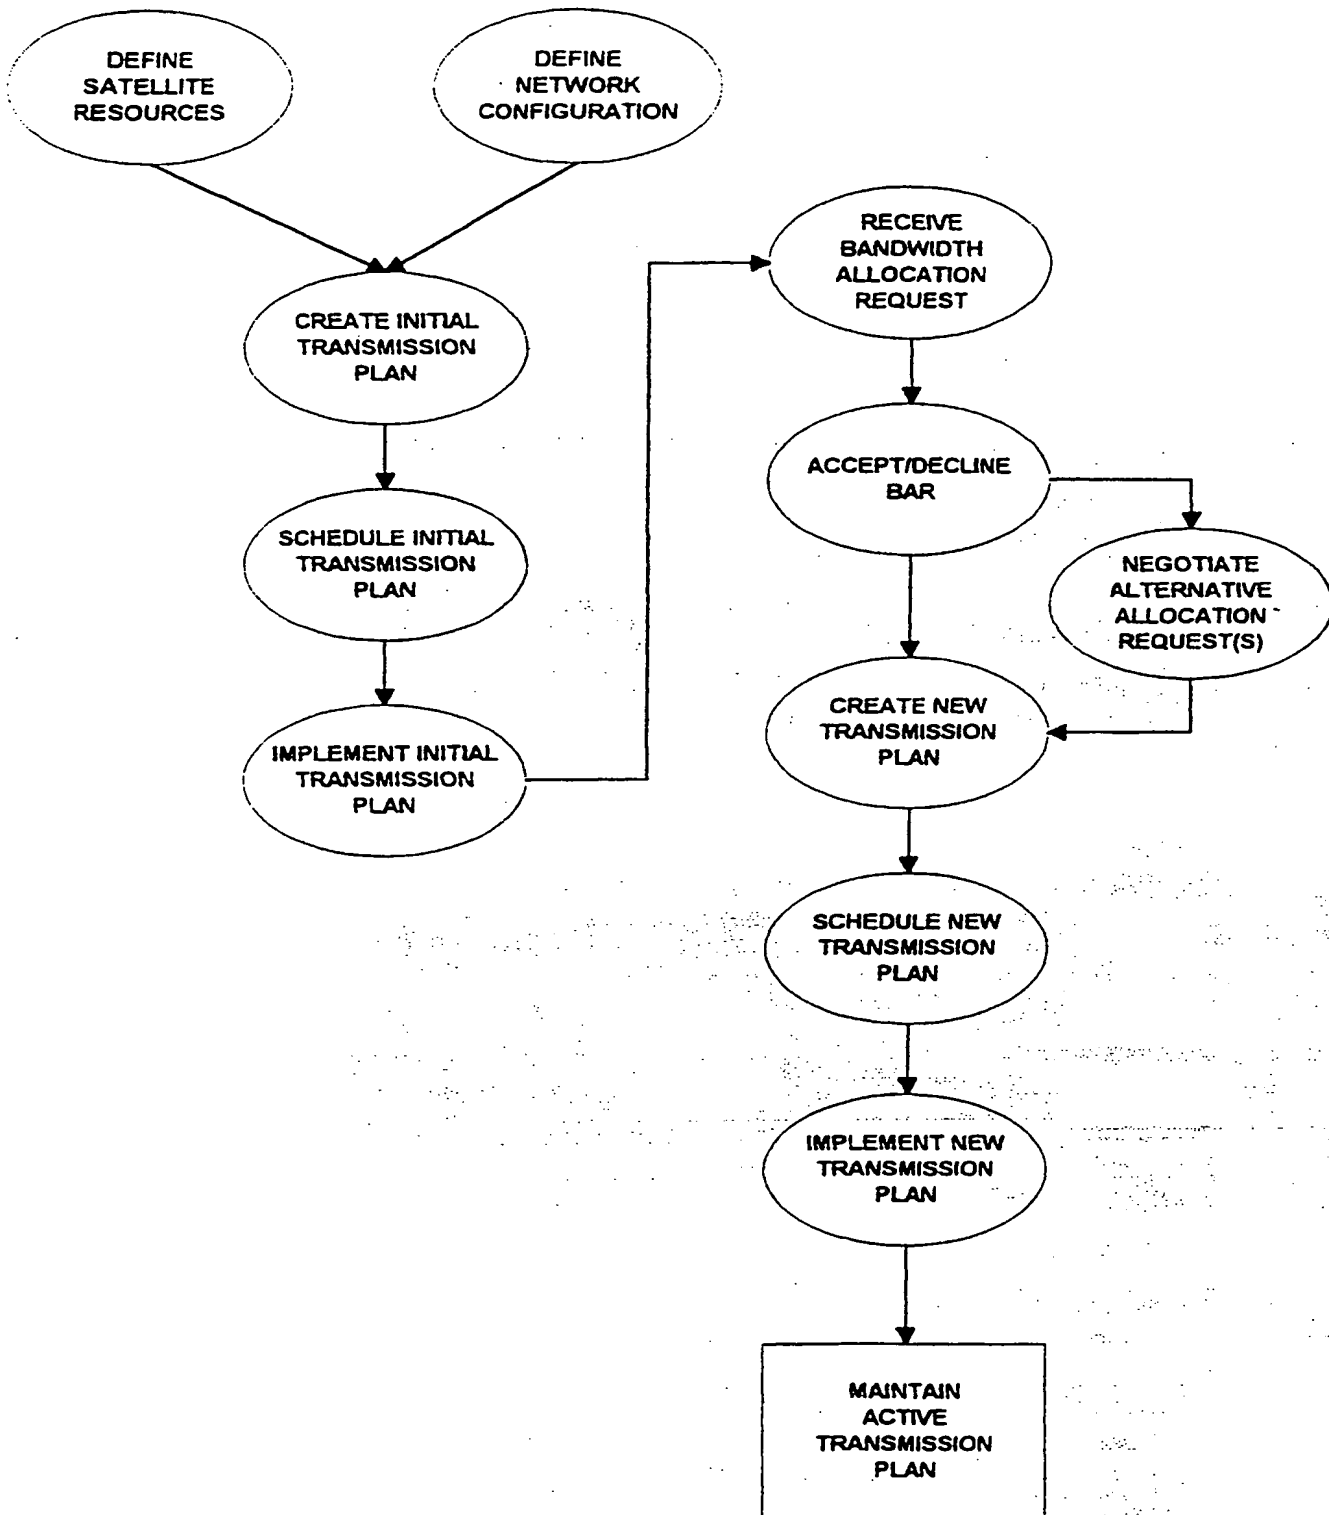 DEFINE
SATELLITE
RESOURCES
DEFINE
NETWORK
CONFIGURATION
CREATE INITIAL
TRANSMISSION
PLAN
SCHEDULE INITIAL
TRANSMISSION
PLAN
IMPLEMENT INITIAL
TRANSMISSION
PLAN
RECEIVE
BANDWIDTH
ALLOCATION
REQUEST
ACCEPT/DECLINE
BAR
NEGOTIATE
ALTERNATIVE
ALLOCATION
REQUEST(S)
CREATE NEW
TRANSMISSION
PLAN
SCHEDULE NEW
TRANSMISSION
PLAN
IMPLEMENT NEW
TRANSMISSION
PLAN
MAINTAIN
ACTIVE
TRANSMISSION
PLAN